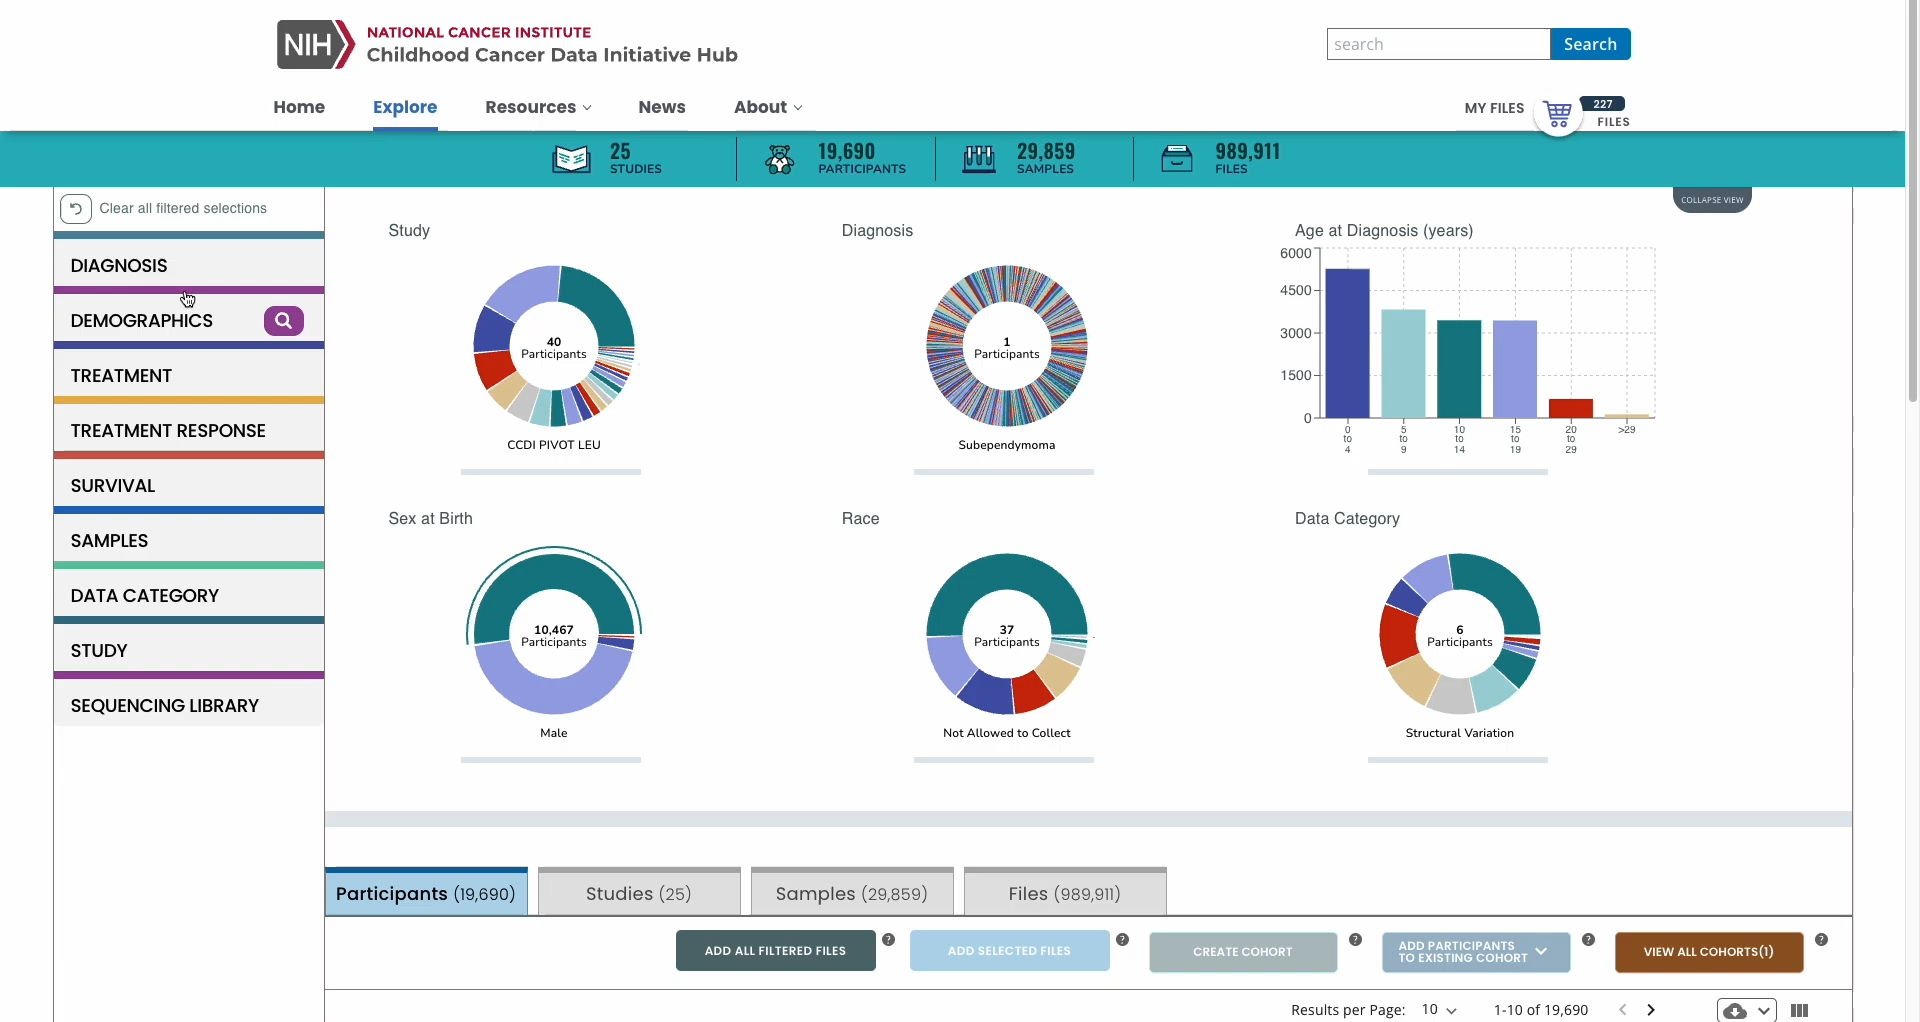 NIH
NATIONAL CANCER INSTITUTE
Childhood Cancer Data Initiative Hub
search
Search
Home
Explore
Resources
News
About
MY FILES
227
FILES
25
STUDIES
19,690
PARTICIPANTS
29,859
SAMPLES
989,911
FILES
Clear all filtered selections
COLLAPSE VIEW
DIAGNOSIS
DEMOGRAPHICS
TREATMENT
TREATMENT RESPONSE
SURVIVAL
SAMPLES
DATA CATEGORY
STUDY
SEQUENCING LIBRARY
Study
40
Participants
CCDI PIVOT LEU
Diagnosis
1
Participants
Subependymoma
Age at Diagnosis (years)
6000
4500
3000
1500
0
0
to
4
5
to
9
10
to
14
15
to
19
20
to
29
>29
Sex at Birth
10,467
Participants
Male
Race
37
Participants
Not Allowed to Collect
Data Category
6
Participants
Structural Variation
Participants (19,690)
Studies (25)
Samples (29,859)
Files (989,911)
ADD ALL FILTERED FILES
?
ADD SELECTED FILES
?
CREATE COHORT
?
ADD PARTICIPANTS
TO EXISTING COHORT
?
VIEW ALL COHORTS(1)
?
Results per Page: 10
1-10 of 19,690